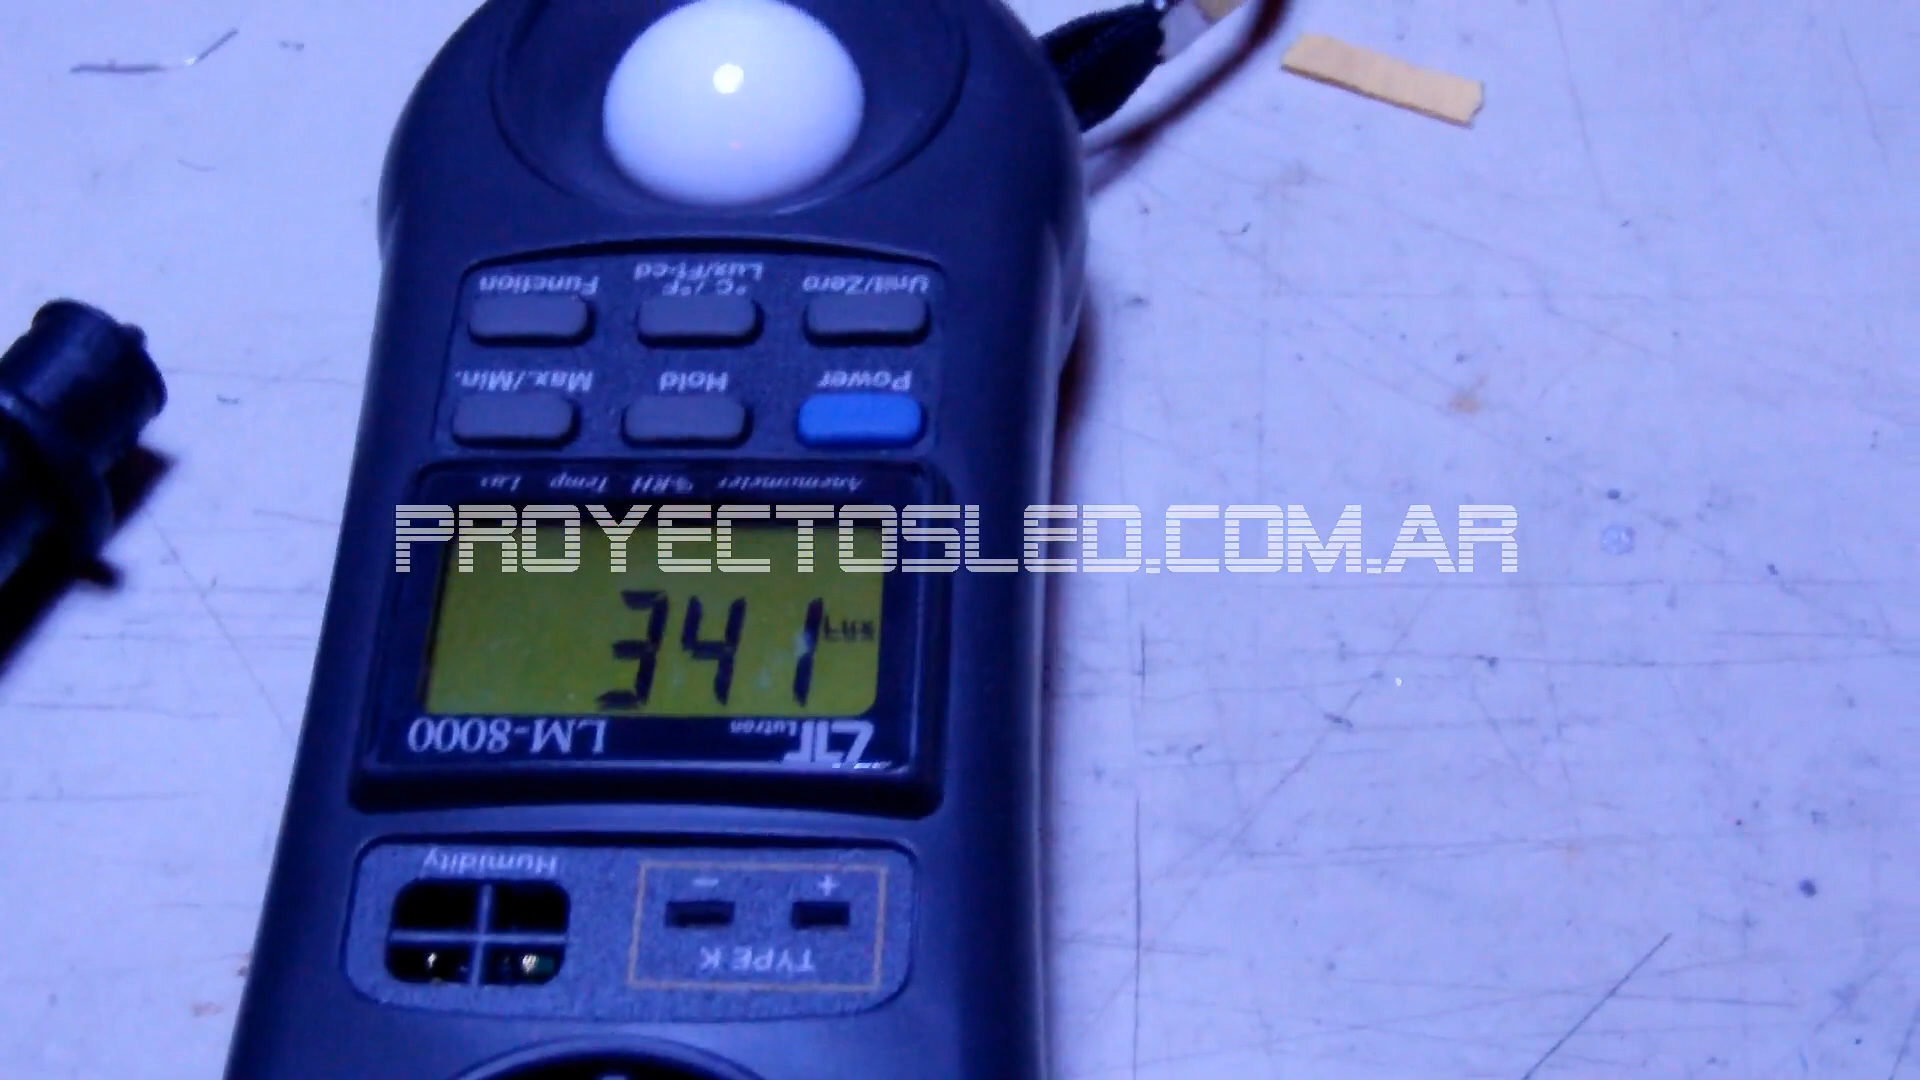 PROYECTOSLED.COM.AR
TYPE K
+ -
Humidity
Lutron
LM-8000
341
Anemometer %RH Temp Lux
Power Hold Max./Min.
Unit/Zero °C/°F Function
Lux/Ft-cd